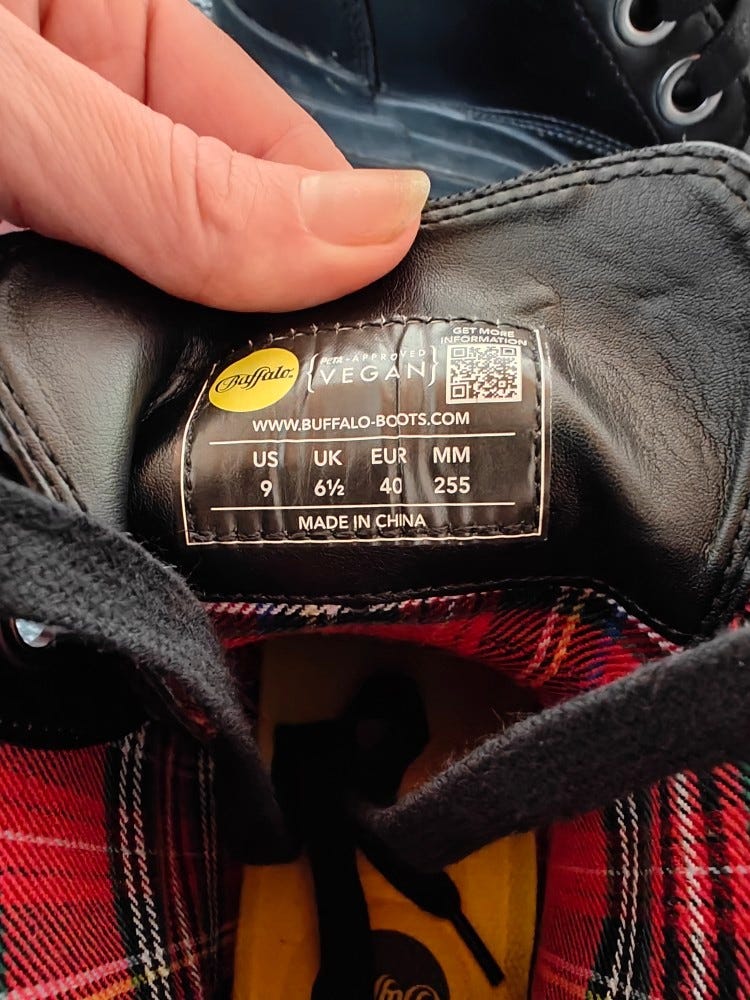 GET MORE
INFORMATION
Buffalo
PETA-APPROVED
VEGAN
WWW.BUFFALO-BOOTS.COM
US UK EUR MM
9 6½ 40 255
MADE IN CHINA